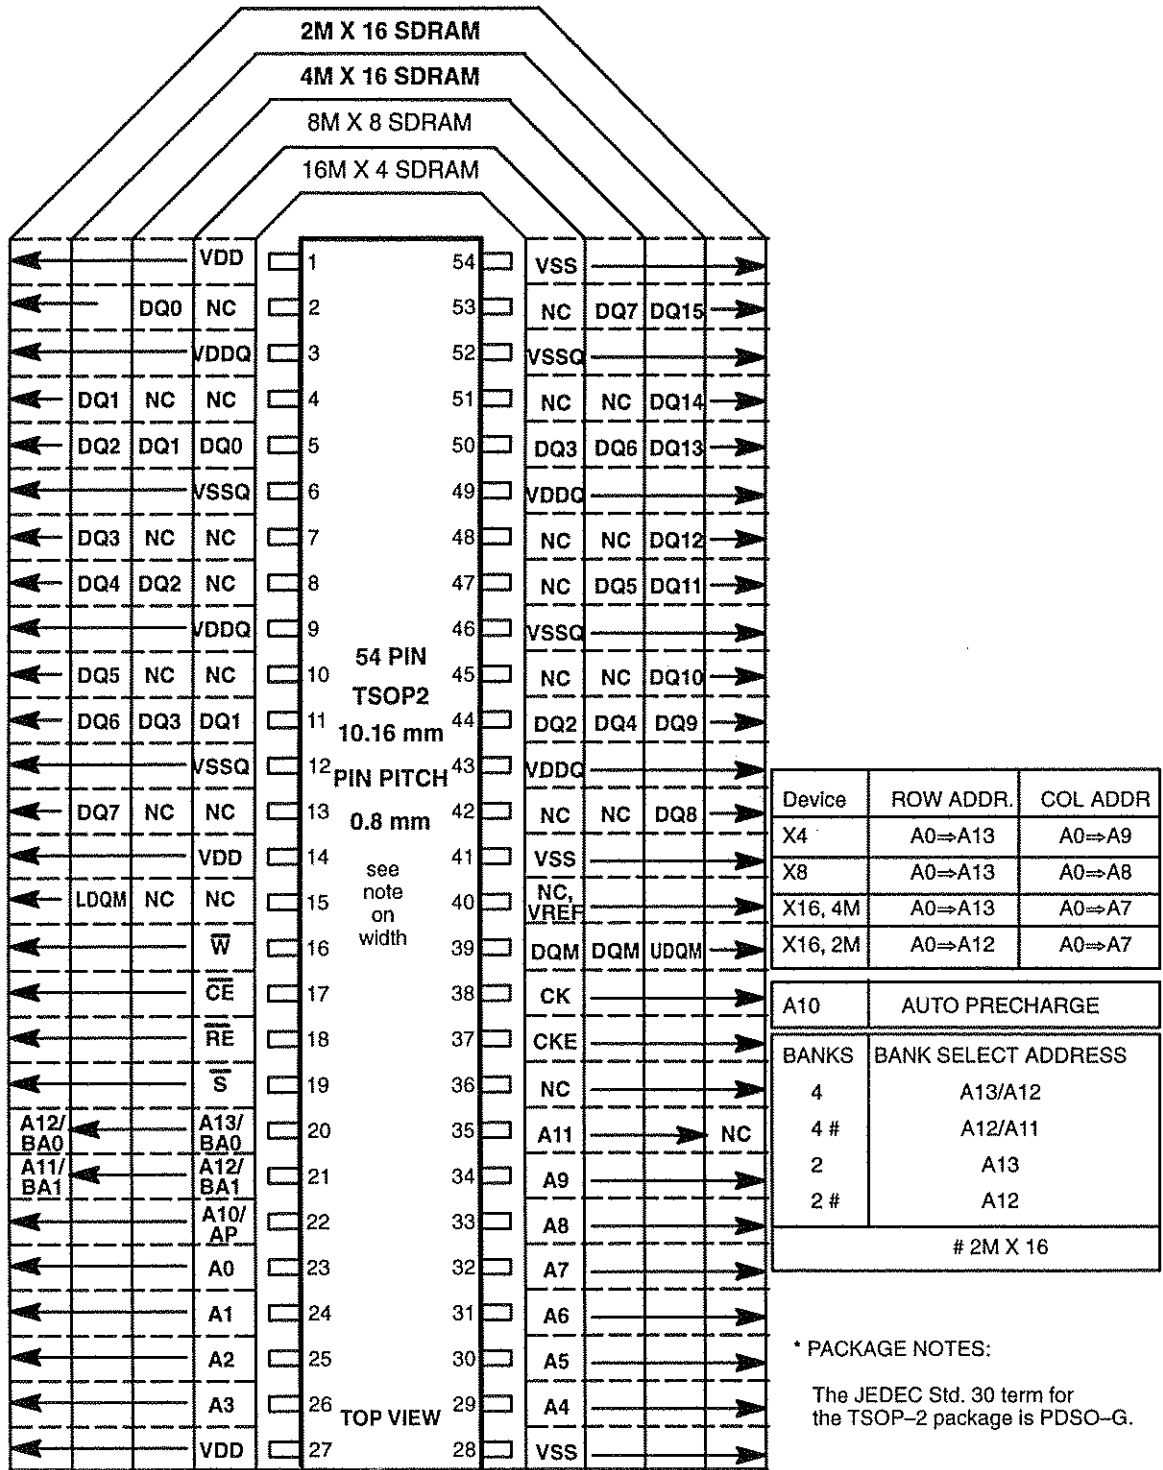 2M X 16 SDRAM
4M X 16 SDRAM
8M X 8 SDRAM
16M X 4 SDRAM
VDD 1 54 VSS
DQ0 NC 2 53 NC DQ7 DQ15
VDDQ 3 52 VSSQ
DQ1 NC NC 4 51 NC NC DQ14
DQ2 DQ1 DQ0 5 50 DQ3 DQ6 DQ13
VSSQ 6 49 VDDQ
DQ3 NC NC 7 48 NC NC DQ12
DQ4 DQ2 NC 8 47 NC DQ5 DQ11
VDDQ 9 46 VSSQ
DQ5 NC NC 10 45 NC NC DQ10
DQ6 DQ3 DQ1 11 44 DQ2 DQ4 DQ9
VSSQ 12 43 VDDQ
DQ7 NC NC 13 42 NC NC DQ8
VDD 14 41 VSS
LDQM NC NC 15 40 NC, VREF
W̅ 16 39 DQM DQM UDQM
C̅E̅ 17 38 CK
R̅E̅ 18 37 CKE
S̅ 19 36 NC
A12/BA0 A13/BA0 20 35 A11 NC
A11/BA1 A12/BA1 21 34 A9
A10/AP 22 33 A8
A0 23 32 A7
A1 24 31 A6
A2 25 30 A5
A3 26 29 A4
VDD 27 28 VSS
54 PIN
TSOP2
10.16 mm
PIN PITCH
0.8 mm
see
note
on
width
TOP VIEW
Device ROW ADDR. COL ADDR
X4 A0⇒A13 A0⇒A9
X8 A0⇒A13 A0⇒A8
X16, 4M A0⇒A13 A0⇒A7
X16, 2M A0⇒A12 A0⇒A7
A10 AUTO PRECHARGE
BANKS BANK SELECT ADDRESS
4 A13/A12
4 # A12/A11
2 A13
2 # A12
# 2M X 16
* PACKAGE NOTES:
The JEDEC Std. 30 term for
the TSOP–2 package is PDSO–G.